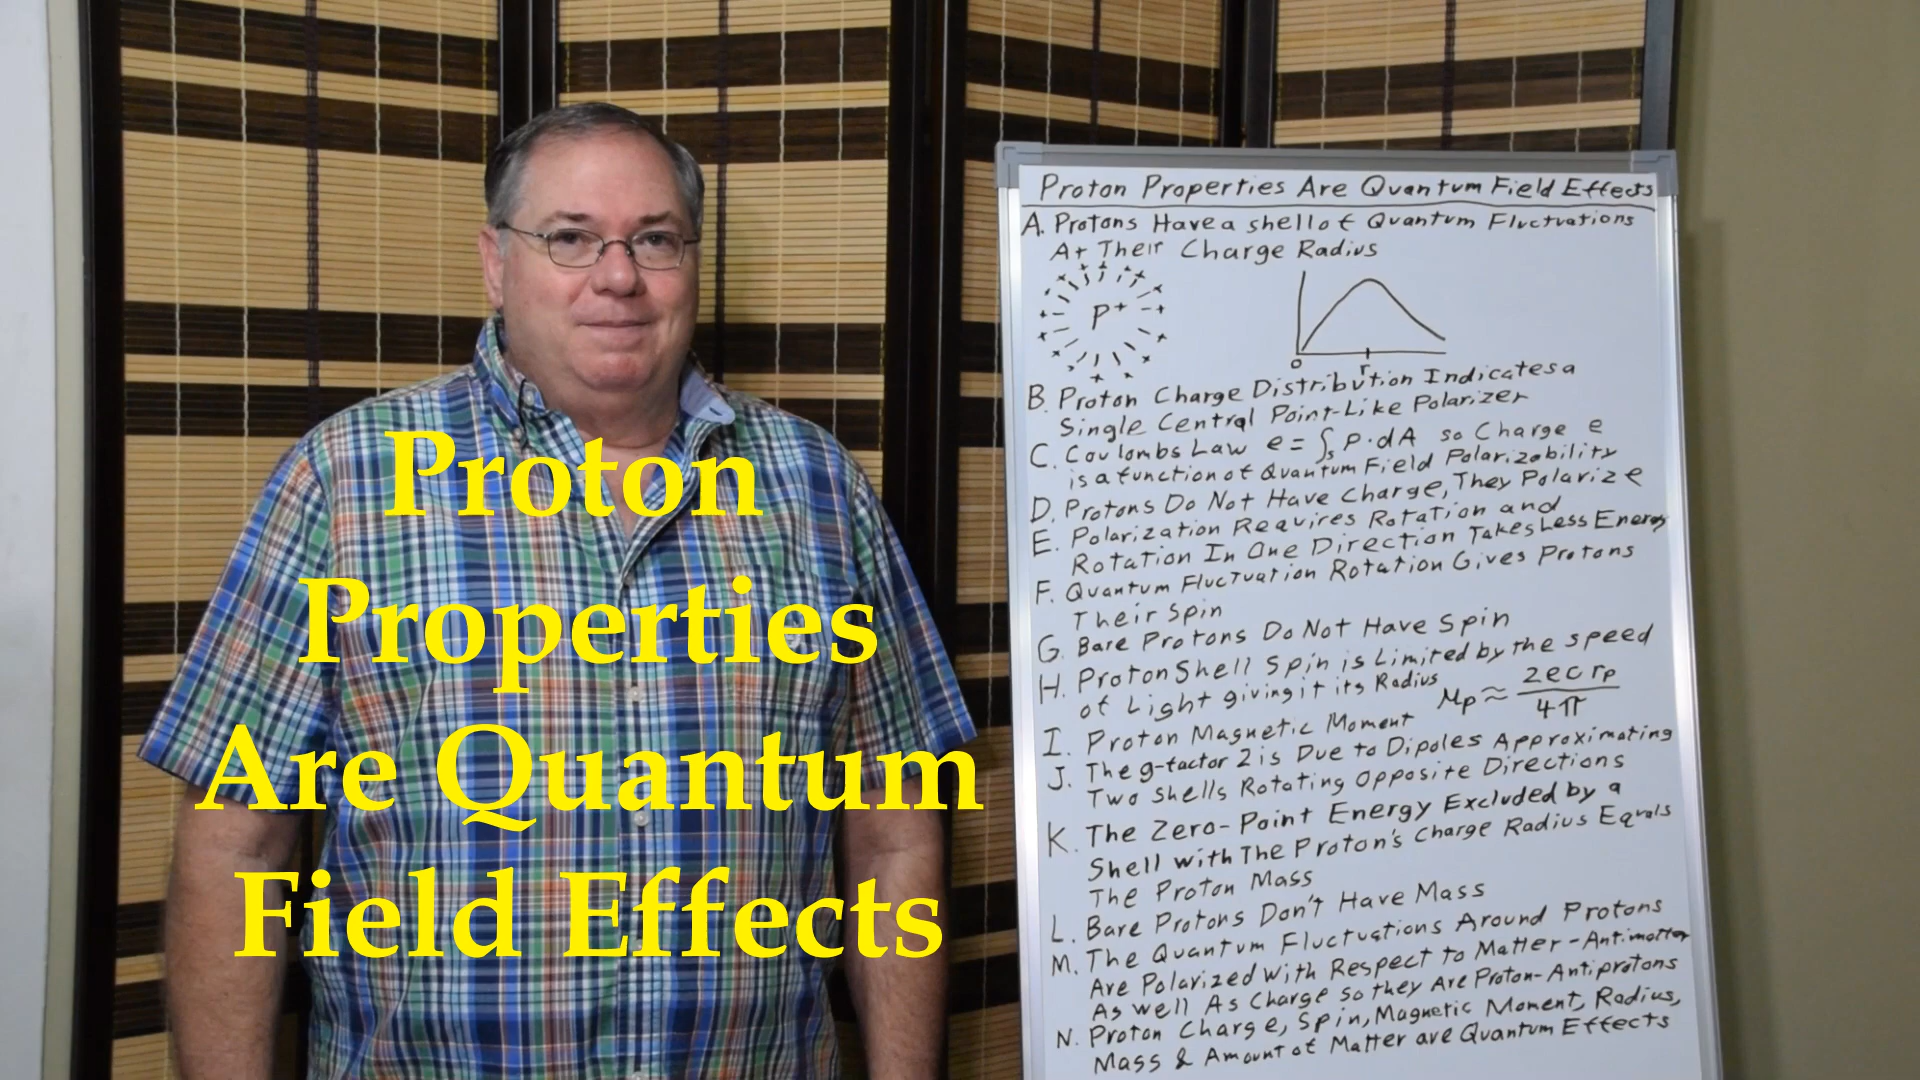 Proton
Properties
Are Quantum
Field Effects
Proton Properties Are Quantum Field Effects
A. Protons Have a shell of Quantum Fluctuations
At Their Charge Radius
P+
0
r
B. Proton Charge Distribution Indicates a
Single Central Point-Like Polarizer
C. Coulombs Law e = ∫s P · dA so Charge e
is a function of Quantum Field Polarizability
D. Protons Do Not Have Charge, They Polarize
E. Polarization Requires Rotation and
Rotation In One Direction Takes Less Energy
F. Quantum Fluctuation Rotation Gives Protons
Their Spin
G. Bare Protons Do Not Have Spin
H. Proton Shell Spin is Limited by the speed
of Light giving it its Radius
I. Proton Magnetic Moment Mp ≈ 2ecrp / 4π
J. The g-factor 2 is Due to Dipoles Approximating
Two Shells Rotating Opposite Directions
K. The Zero-Point Energy Excluded by a
Shell with The Proton's Charge Radius Equals
The Proton Mass
L. Bare Protons Don't Have Mass
M. The Quantum Fluctuations Around Protons
Are Polarized With Respect to Matter-Antimatter
As well As Charge so they Are Proton-Antiprotons
N. Proton Charge, Spin, Magnetic Moment, Radius,
Mass & Amount of Matter are Quantum Effects